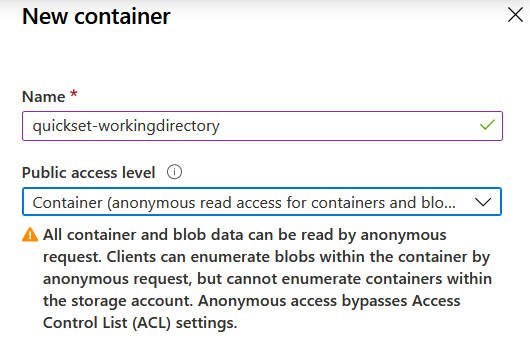 New container
Name *
quickset-workingdirectory
Public access level
Container (anonymous read access for containers and blo...
All container and blob data can be read by anonymous
request. Clients can enumerate blobs within the container by
anonymous request, but cannot enumerate containers within
the storage account. Anonymous access bypasses Access
Control List (ACL) settings.